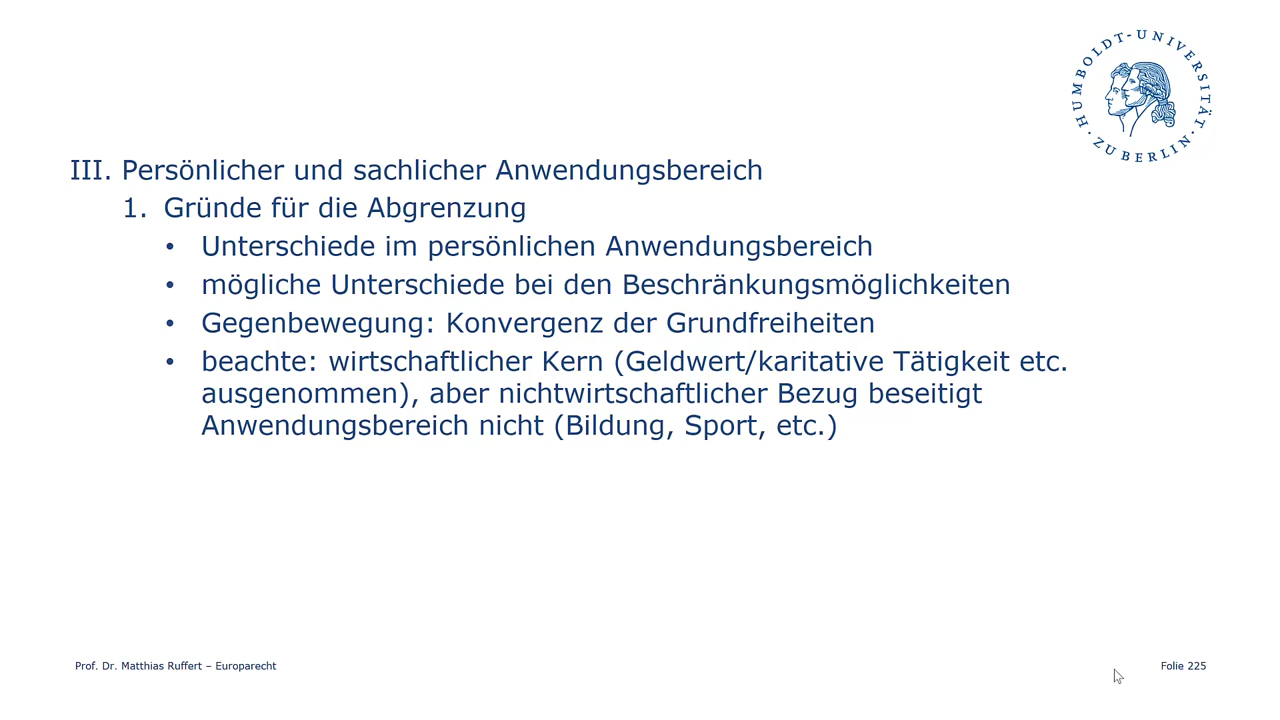 HUMBOLDT-UNIVERSITÄT
· ZU BERLIN ·
III. Persönlicher und sachlicher Anwendungsbereich
1. Gründe für die Abgrenzung
• Unterschiede im persönlichen Anwendungsbereich
• mögliche Unterschiede bei den Beschränkungsmöglichkeiten
• Gegenbewegung: Konvergenz der Grundfreiheiten
• beachte: wirtschaftlicher Kern (Geldwert/karitative Tätigkeit etc.
ausgenommen), aber nichtwirtschaftlicher Bezug beseitigt
Anwendungsbereich nicht (Bildung, Sport, etc.)
Prof. Dr. Matthias Ruffert – Europarecht
Folie 225